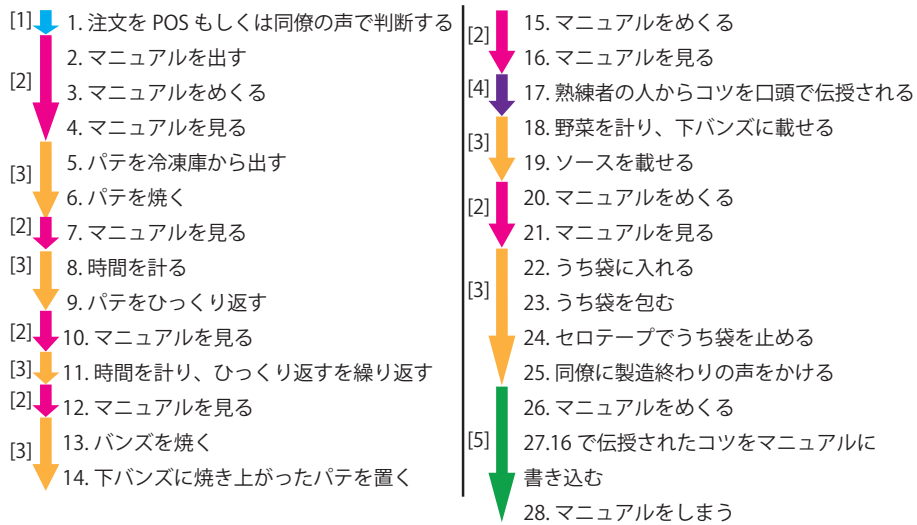 [1] 1. 注文を POS もしくは同僚の声で判断する
2. マニュアルを出す
[2] 3. マニュアルをめくる
4. マニュアルを見る
[3] 5. パテを冷凍庫から出す
6. パテを焼く
[2] 7. マニュアルを見る
[3] 8. 時間を計る
9. パテをひっくり返す
[2] 10. マニュアルを見る
[3] 11. 時間を計り、ひっくり返すを繰り返す
[2] 12. マニュアルを見る
[3] 13. バンズを焼く
14. 下バンズに焼き上がったパテを置く
[2] 15. マニュアルをめくる
16. マニュアルを見る
[4] 17. 熟練者の人からコツを口頭で伝授される
[3] 18. 野菜を計り、下バンズに載せる
19. ソースを載せる
[2] 20. マニュアルをめくる
21. マニュアルを見る
22. うち袋に入れる
[3] 23. うち袋を包む
24. セロテープでうち袋を止める
25. 同僚に製造終わりの声をかける
26. マニュアルをめくる
[5] 27.16 で伝授されたコツをマニュアルに
書き込む
28. マニュアルをしまう